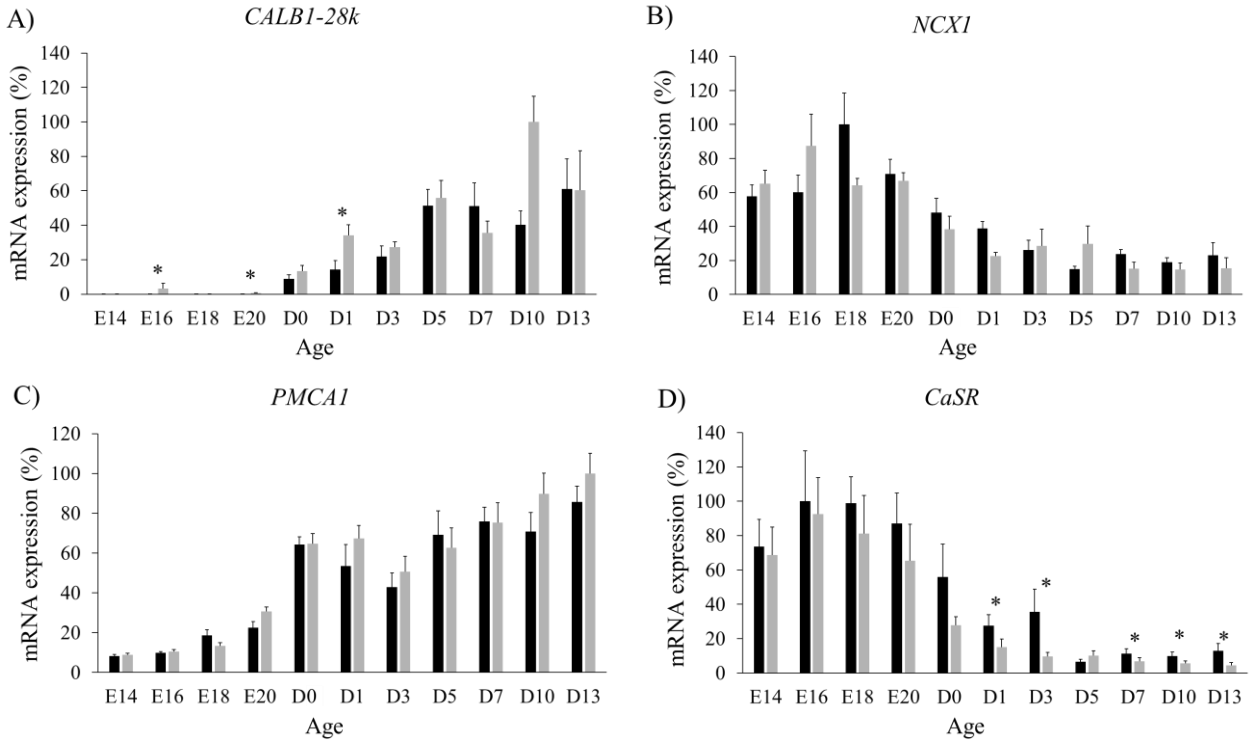 A)
CALB1-28k
mRNA expression (%)
140
120
100
80
60
40
20
0
* * *
E14 E16 E18 E20 D0 D1 D3 D5 D7 D10 D13
Age
B)
NCX1
mRNA expression (%)
140
120
100
80
60
40
20
0
E14 E16 E18 E20 D0 D1 D3 D5 D7 D10 D13
Age
C)
PMCA1
mRNA expression (%)
120
100
80
60
40
20
0
E14 E16 E18 E20 D0 D1 D3 D5 D7 D10 D13
Age
D)
CaSR
mRNA expression (%)
140
120
100
80
60
40
20
0
* * * * *
E14 E16 E18 E20 D0 D1 D3 D5 D7 D10 D13
Age